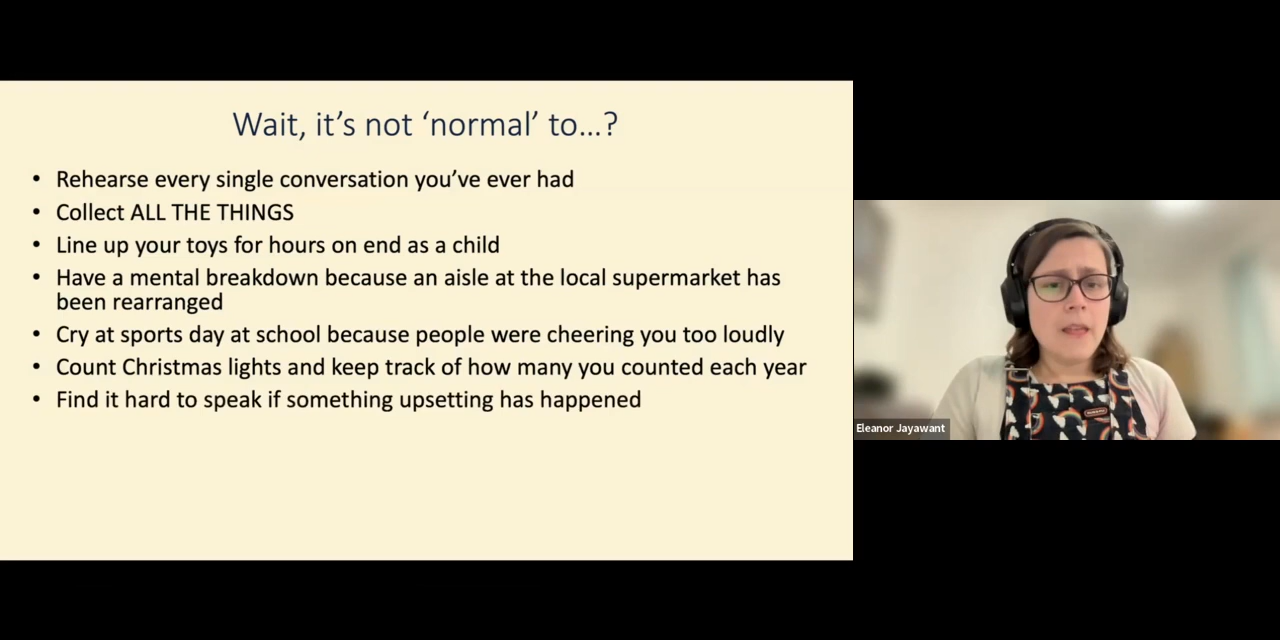 Wait, it’s not ‘normal’ to...?
• Rehearse every single conversation you’ve ever had
• Collect ALL THE THINGS
• Line up your toys for hours on end as a child
• Have a mental breakdown because an aisle at the local supermarket has
been rearranged
• Cry at sports day at school because people were cheering you too loudly
• Count Christmas lights and keep track of how many you counted each year
• Find it hard to speak if something upsetting has happened
Eleanor Jayawant